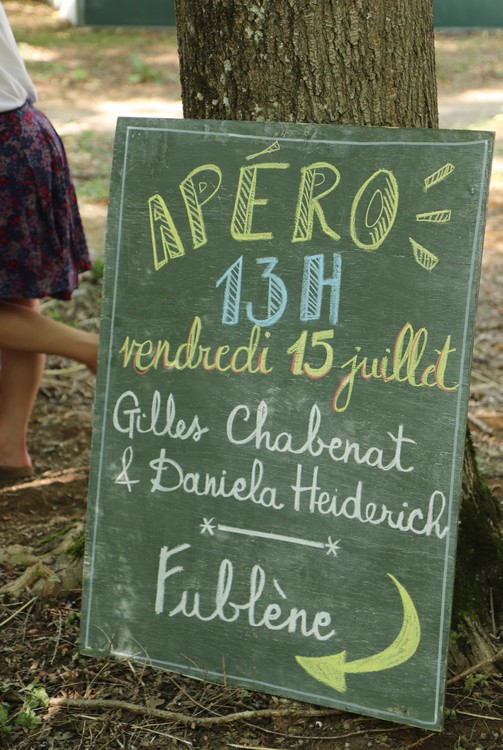 APÉRO
13H
vendredi 15 juillet
Gilles Chabenat
& Daniela Heiderich
Fublène